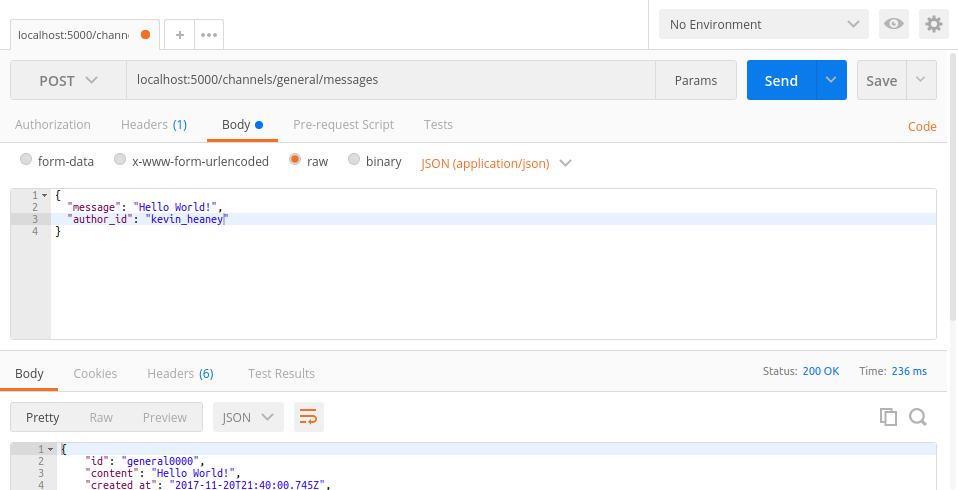 localhost:5000/chann
+
•••
No Environment
POST
localhost:5000/channels/general/messages
Params
Send
Save
Authorization
Headers (1)
Body
Pre-request Script
Tests
Code
form-data
x-www-form-urlencoded
raw
binary
JSON (application/json)
1 {
2 "message": "Hello World!",
3 "author_id": "kevin_heaney"
4 }
Body
Cookies
Headers (6)
Test Results
Status: 200 OK
Time: 236 ms
Pretty
Raw
Preview
JSON
1 {
2 "id": "general0000",
3 "content": "Hello World!",
4 "created_at": "2017-11-20T21:40:00.745Z",